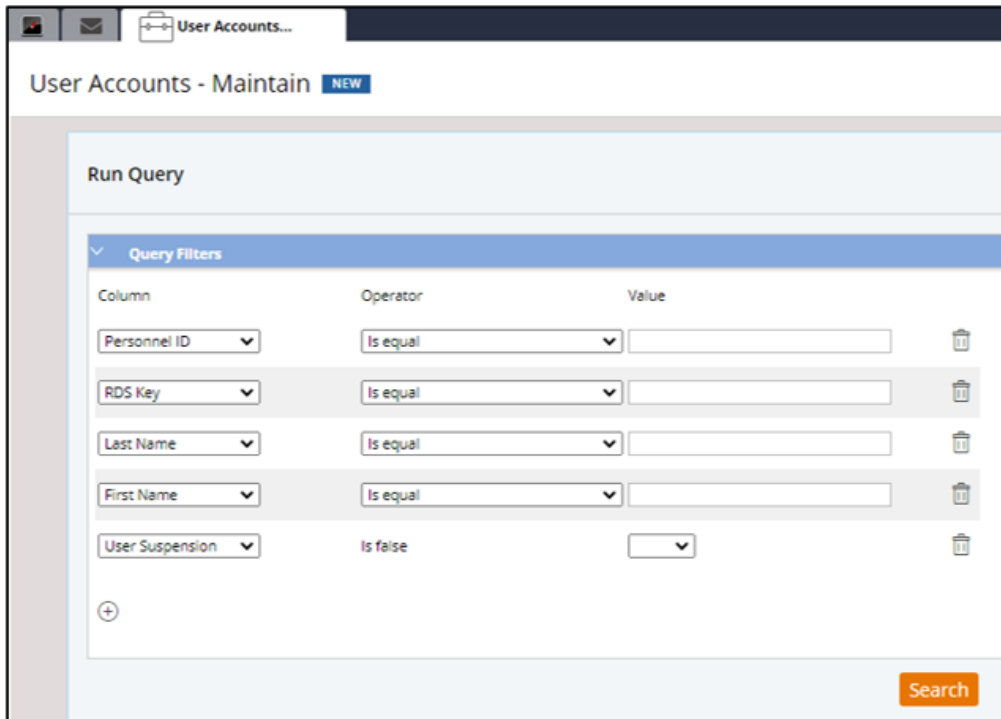 User Accounts...
User Accounts - Maintain NEW
Run Query
Query Filters
Column Operator Value
Personnel ID Is equal
RDS Key Is equal
Last Name Is equal
First Name Is equal
User Suspension Is false
Search